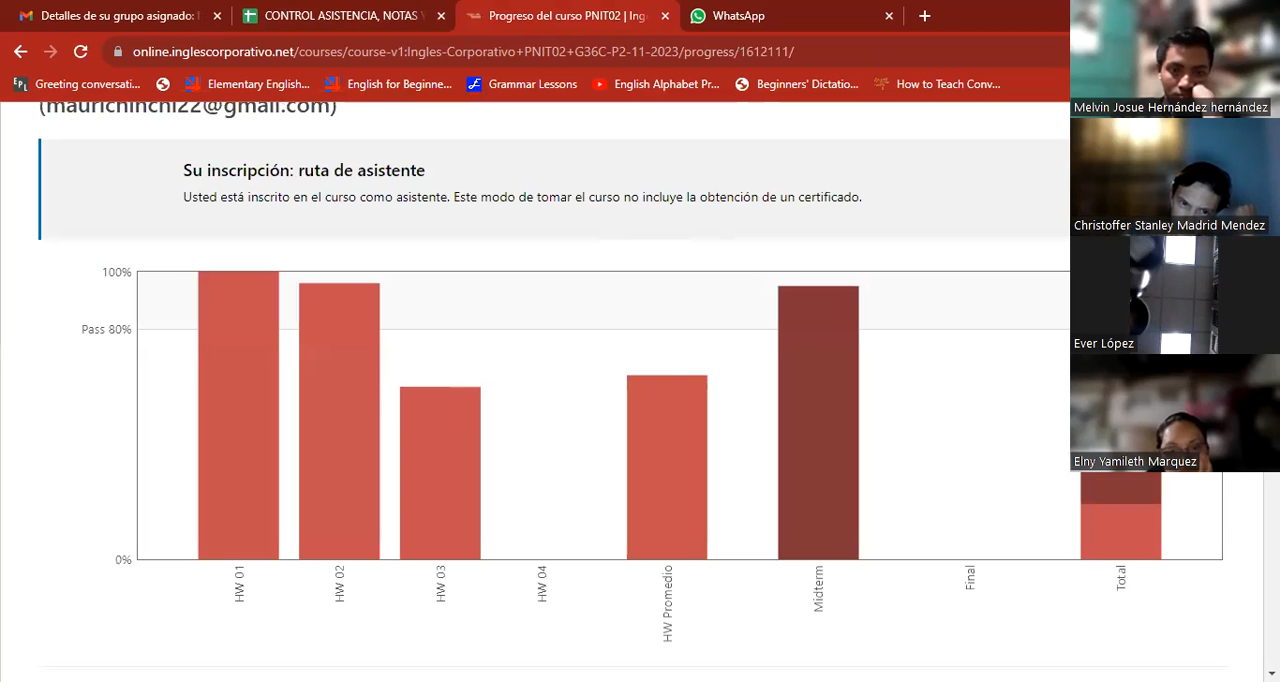 Detalles de su grupo asignado:
CONTROL ASISTENCIA, NOTAS
Progreso del curso PNIT02 | Ing
WhatsApp
online.inglescorporativo.net/courses/course-v1:Ingles-Corporativo+PNIT02+G36C-P2-11-2023/progress/1612111/
Greeting conversati...
Elementary English...
English for Beginne...
Grammar Lessons
English Alphabet Pr...
Beginners' Dictatio...
How to Teach Conv...
(maurichinchi22@gmail.com)
Su inscripción: ruta de asistente
Usted está inscrito en el curso como asistente. Este modo de tomar el curso no incluye la obtención de un certificado.
100%
Pass 80%
0%
HW 01
HW 02
HW 03
HW 04
HW Promedio
Midterm
Final
Total
Melvin Josue Hernández hernández
Christoffer Stanley Madrid Mendez
Ever López
Elny Yamileth Marquez